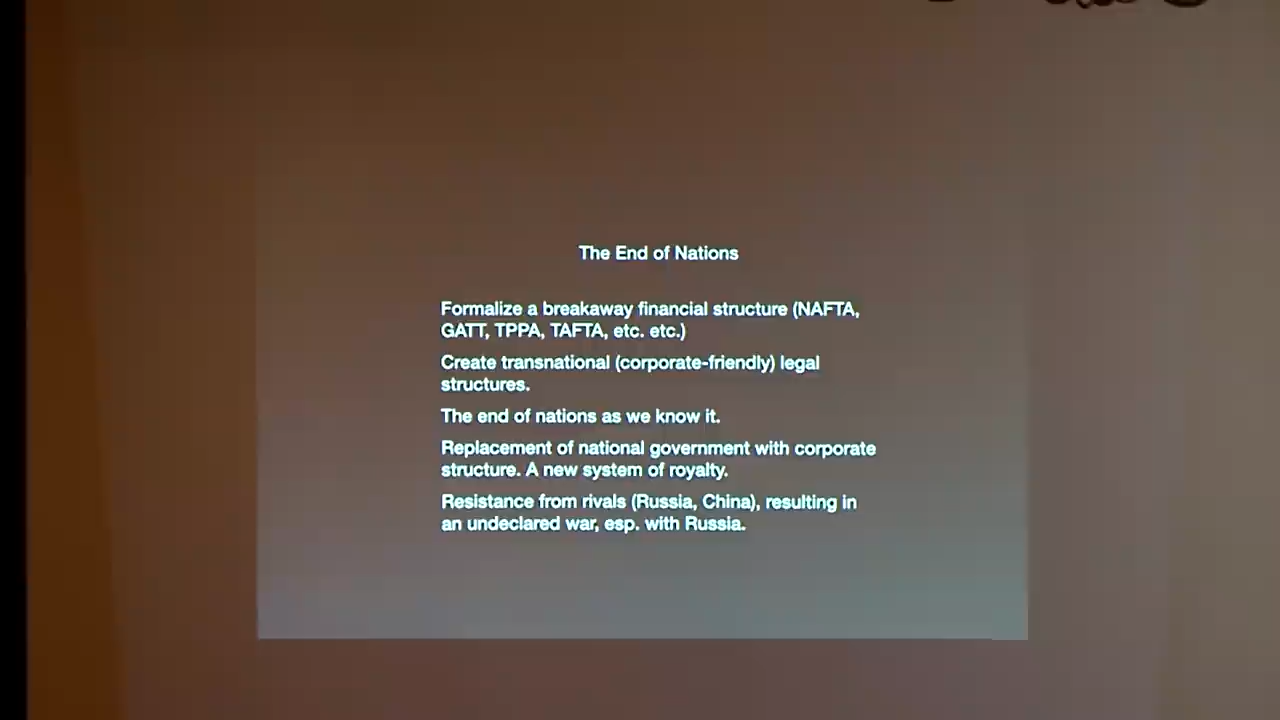 The End of Nations
Formalize a breakaway financial structure (NAFTA,
GATT, TPPA, TAFTA, etc. etc.)
Create transnational (corporate-friendly) legal
structures.
The end of nations as we know it.
Replacement of national government with corporate
structure. A new system of royalty.
Resistance from rivals (Russia, China), resulting in
an undeclared war, esp. with Russia.